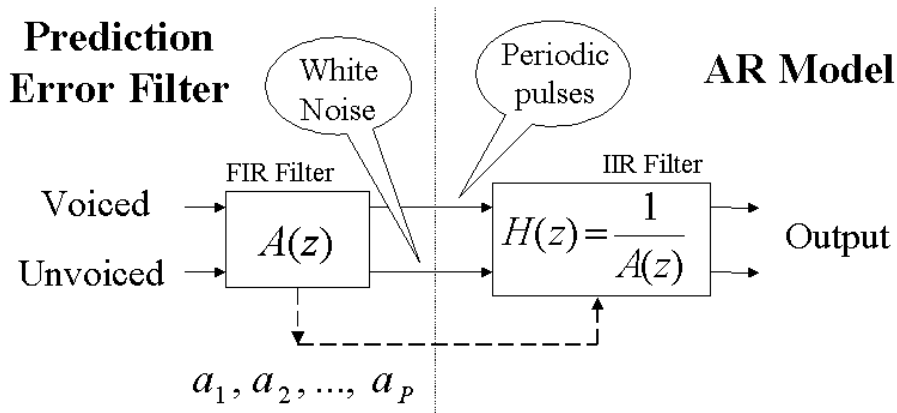 Prediction
Error Filter
White
Noise
Periodic
pulses
AR Model
FIR Filter
IIR Filter
Voiced
Unvoiced
A(z)
H(z) = 1 / A(z)
Output
a₁, a₂, ..., a_P